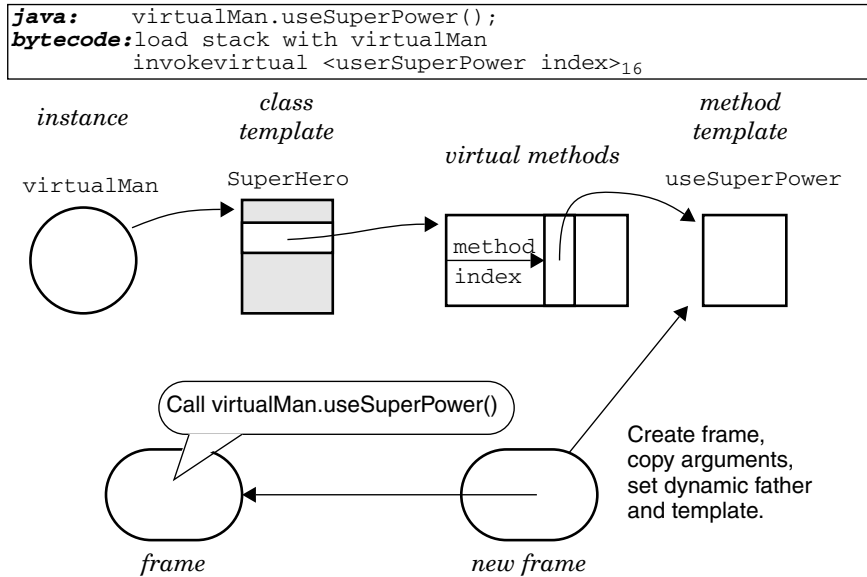 java: virtualMan.useSuperPower();
bytecode:load stack with virtualMan
invokevirtual <userSuperPower index>16
instance
class
template
virtual methods
method
template
virtualMan
SuperHero
useSuperPower
method
index
Call virtualMan.useSuperPower()
Create frame,
copy arguments,
set dynamic father
and template.
frame
new frame